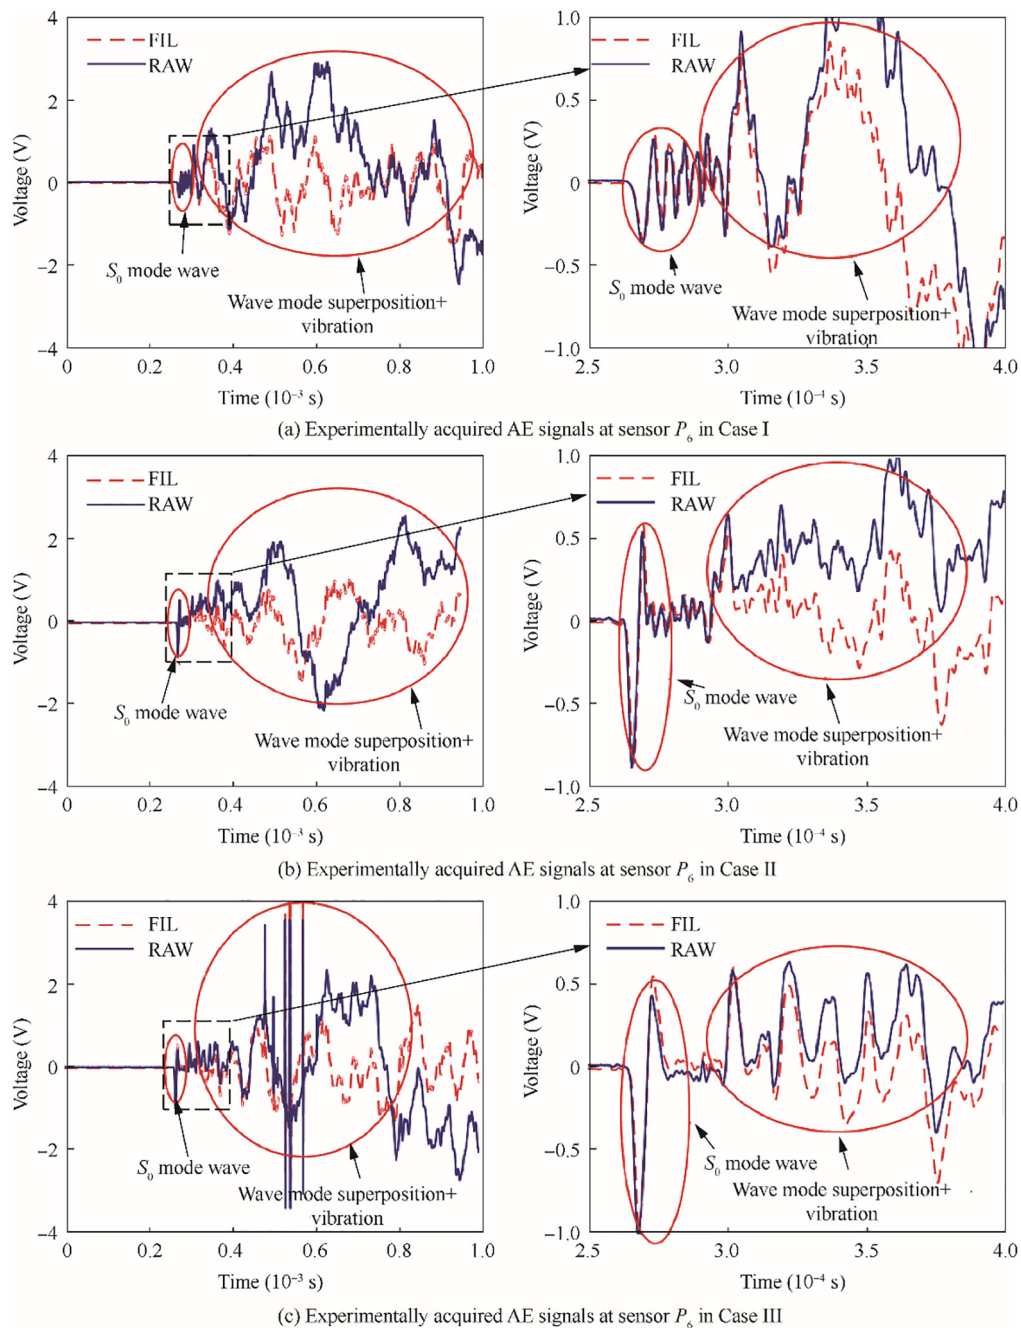 4
2
0
−2
−4
FIL
RAW
Voltage (V)
S0 mode wave
Wave mode superposition+
vibration
0
0.2
0.4
0.6
0.8
1.0
Time (10−3 s)
1.0
0.5
0
−0.5
−1.0
FIL
RAW
Voltage (V)
S0 mode wave
Wave mode superposition+
vibration
2.5
3.0
3.5
4.0
Time (10−4 s)
(a) Experimentally acquired AE signals at sensor P6 in Case I
4
2
0
−2
−4
FIL
RAW
Voltage (V)
S0 mode wave
Wave mode superposition+
vibration
0
0.2
0.4
0.6
0.8
1.0
Time (10−3 s)
1.0
0.5
0
−0.5
−1.0
FIL
RAW
Voltage (V)
S0 mode wave
Wave mode superposition+
vibration
2.5
3.0
3.5
4.0
Time (10−4 s)
(b) Experimentally acquired AE signals at sensor P6 in Case II
4
2
0
−2
−4
FIL
RAW
Voltage (V)
S0 mode wave
Wave mode superposition+
vibration
0
0.2
0.4
0.6
0.8
1.0
Time (10−3 s)
1.0
0.5
0
−0.5
−1.0
FIL
RAW
Voltage (V)
S0 mode wave
Wave mode superposition+
vibration
2.5
3.0
3.5
4.0
Time (10−4 s)
(c) Experimentally acquired AE signals at sensor P6 in Case III